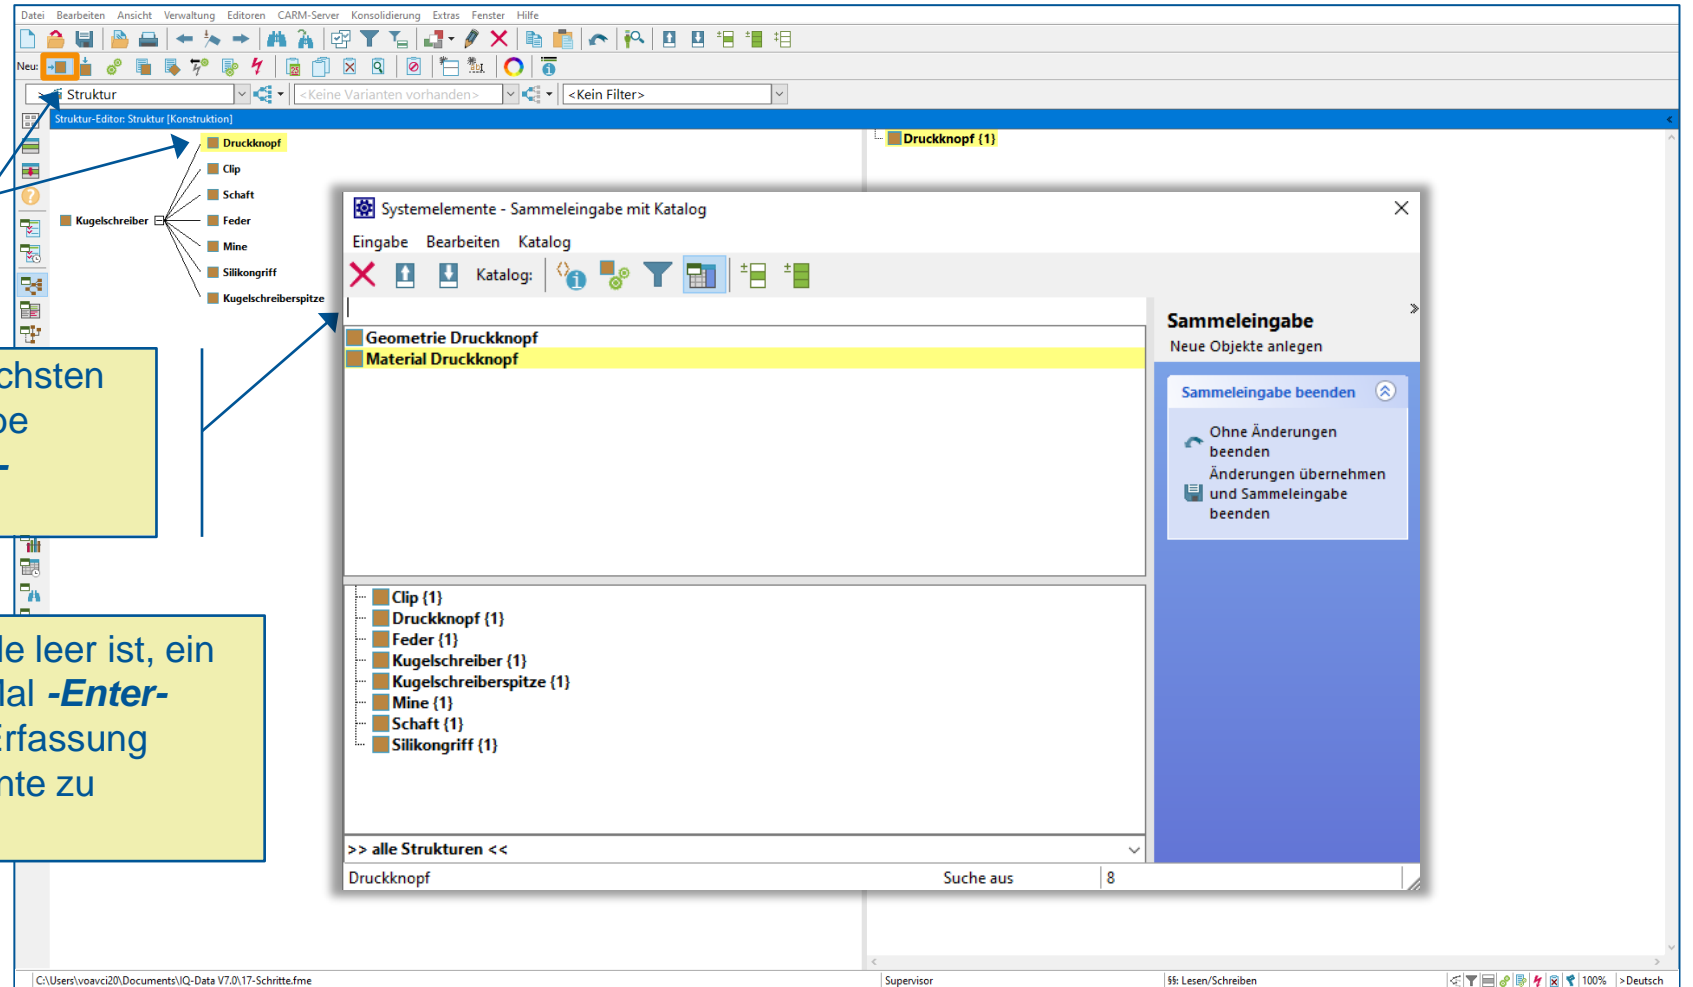 Datei Bearbeiten Ansicht Verwaltung Editoren CARM-Server Konsolidierung Extras Fenster Hilfe
Neu:
Struktur
<Keine Varianten vorhanden>
<Kein Filter>
Struktur-Editor: Struktur [Konstruktion]
Druckknopf
Clip
Schaft
Kugelschreiber
Feder
Mine
Silikongriff
Kugelschreiberspitze
Druckknopf {1}
Systemelemente - Sammeleingabe mit Katalog
Eingabe Bearbeiten Katalog
Katalog:
Geometrie Druckknopf
Material Druckknopf
Sammeleingabe
Neue Objekte anlegen
Sammeleingabe beenden
Ohne Änderungen
beenden
Änderungen übernehmen
und Sammeleingabe
beenden
Clip {1}
Druckknopf {1}
Feder {1}
Kugelschreiber {1}
Kugelschreiberspitze {1}
Mine {1}
Schaft {1}
Silikongriff {1}
>> alle Strukturen <<
Druckknopf
Suche aus
8
chsten
-
le leer ist, ein
Mal -Enter-
Erfassung
nte zu
C:\Users\voavci20\Documents\IQ-Data V7.0\17-Schritte.fme
Supervisor
§§: Lesen/Schreiben
100%
>Deutsch